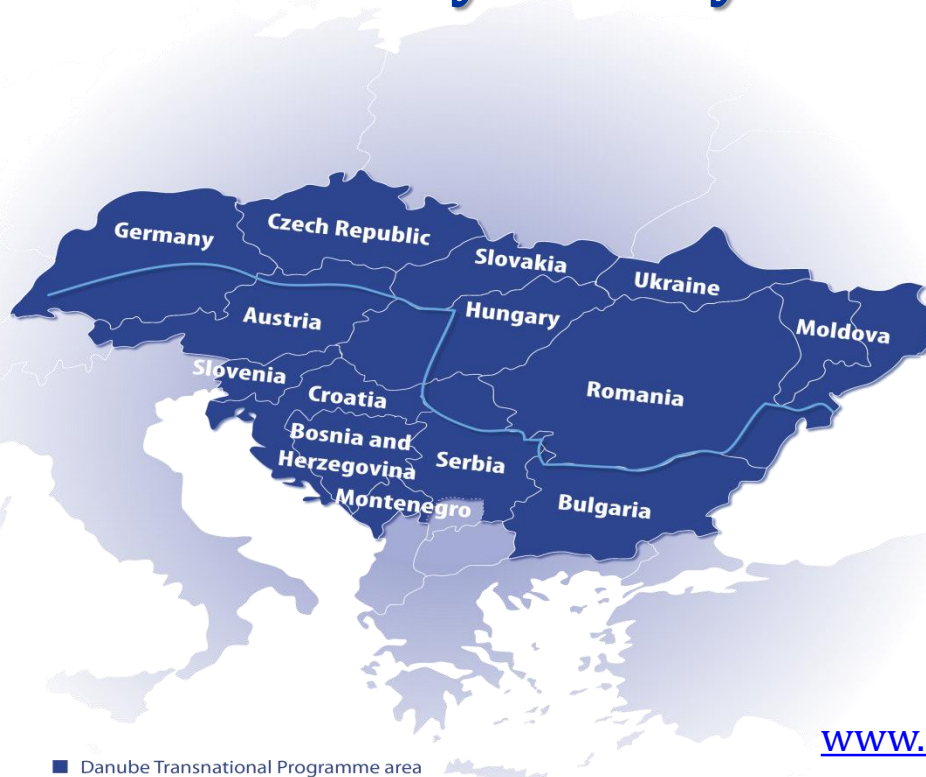 Germany
Czech Republic
Slovakia
Ukraine
Austria
Hungary
Moldova
Slovenia
Croatia
Romania
Bosnia and
Herzegovina
Serbia
Montenegro
Bulgaria
www.
Danube Transnational Programme area